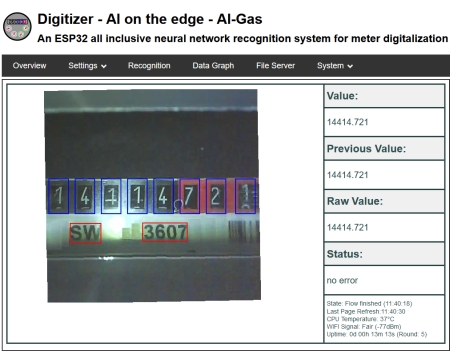 Digitizer - AI on the edge - AI-Gas
An ESP32 all inclusive neural network recognition system for meter digitalization
Overview Settings Recognition Data Graph File Server System
Value:
14414.721
Previous Value:
14414.721
Raw Value:
14414.721
Status:
no error
State: Flow finished (11:40:18)
Last Page Refresh:11:40:30
CPU Temperature: 37°C
WIFI Signal: Fair (-77dBm)
Uptime: 0d 00h 13m 13s (Round: 5)
1 4 1 1 4 7 2 1
SW 3607